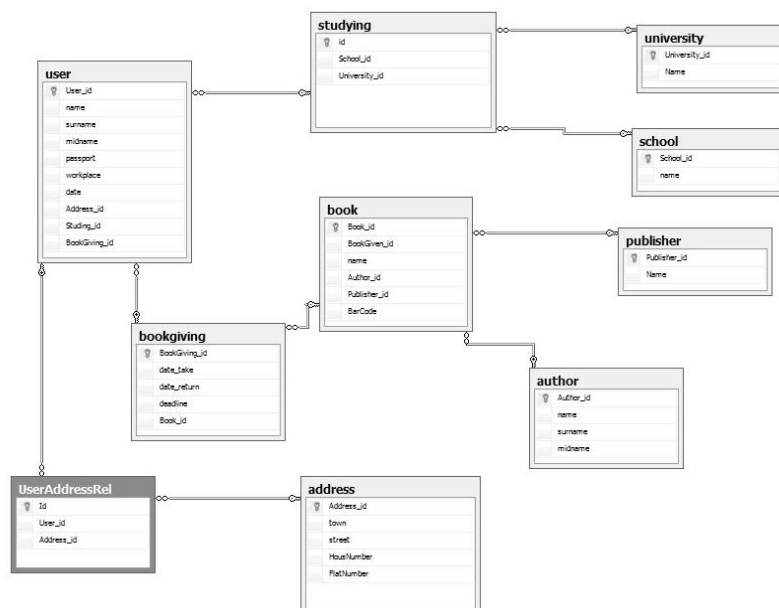 studying
id
School_id
University_id
university
University_id
Name
user
User_id
name
surname
midname
passport
workplace
date
Address_id
Studing_id
BookGiving_id
school
School_id
name
book
Book_id
BookGiven_id
name
Author_id
Publisher_id
BarCode
publisher
Publisher_id
Name
bookgiving
BookGiving_id
date_take
date_return
deadline
Book_id
author
Author_id
name
surname
midname
UserAddressRel
Id
User_id
Address_id
address
Address_id
town
street
HousNumber
FlatNumber